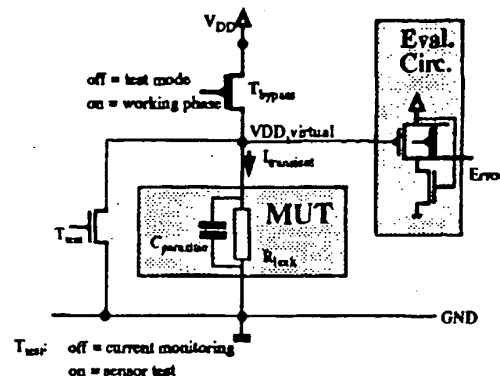 VDD
Eval.
Circ.
off = test mode
on = working phase
Tbypass
VDD,virtual
Itransient
Error
MUT
Ttest
Cparasitic
Rleak
GND
Ttest: off = current monitoring
on = sensor test